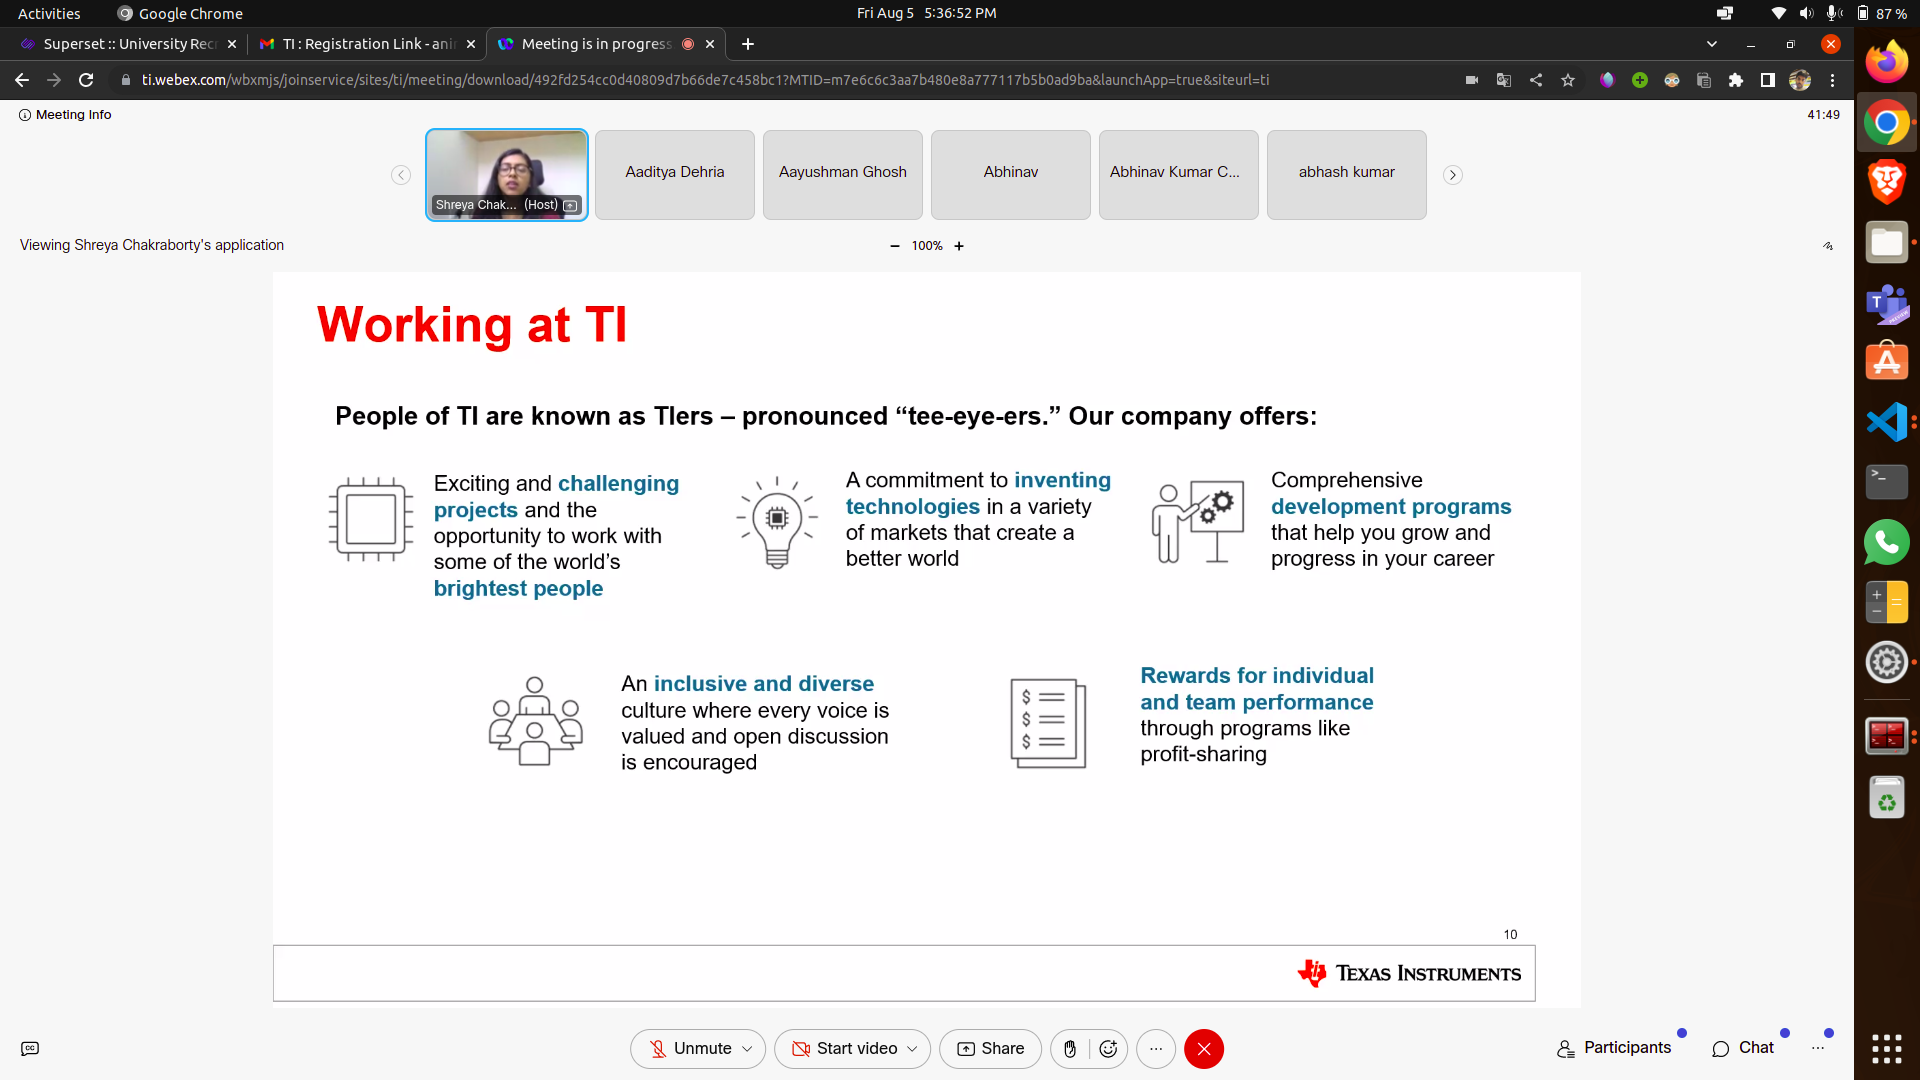 Activities
Google Chrome
Fri Aug 5 5:36:52 PM
87 %
Superset :: University Rec
TI : Registration Link - ani
Meeting is in progress
ti.webex.com/wbxmjs/joinservice/sites/ti/meeting/download/492fd254cc0d40809d7b66de7c458bc1?MTID=m7e6c6c3aa7b480e8a777117b5b0ad9ba&launchApp=true&siteurl=ti
Meeting Info
41:49
Shreya Chak... (Host)
Aaditya Dehria
Aayushman Ghosh
Abhinav
Abhinav Kumar C...
abhash kumar
Viewing Shreya Chakraborty's application
− 100% +
Working at TI
People of TI are known as TIers – pronounced “tee-eye-ers.” Our company offers:
Exciting and challenging
projects and the
opportunity to work with
some of the world’s
brightest people
A commitment to inventing
technologies in a variety
of markets that create a
better world
Comprehensive
development programs
that help you grow and
progress in your career
An inclusive and diverse
culture where every voice is
valued and open discussion
is encouraged
$
$
$
Rewards for individual
and team performance
through programs like
profit-sharing
10
TEXAS INSTRUMENTS
CC
Unmute
Start video
Share
Participants
Chat